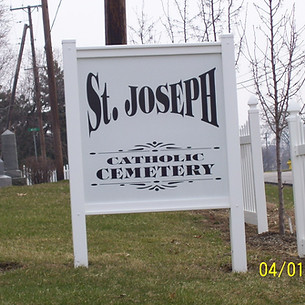 St. JOSEPH
CATHOLIC
CEMETERY
04/01